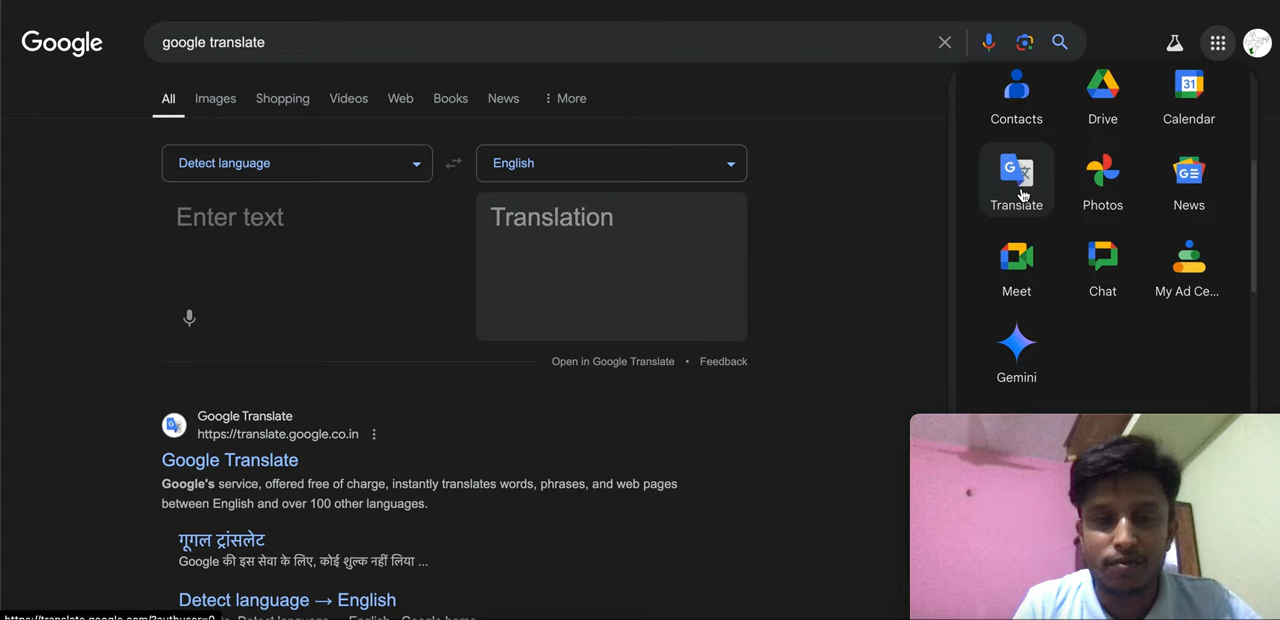 Google
google translate
All Images Shopping Videos Web Books News More
Detect language
English
Enter text
Translation
Open in Google Translate • Feedback
Google Translate
https://translate.google.co.in
Google Translate
Google's service, offered free of charge, instantly translates words, phrases, and web pages
between English and over 100 other languages.
गूगल ट्रांसलेट
Google की इस सेवा के लिए, कोई शुल्क नहीं लिया ...
Detect language → English
Contacts Drive Calendar
31
Translate Photos News
Meet Chat My Ad Ce...
Gemini